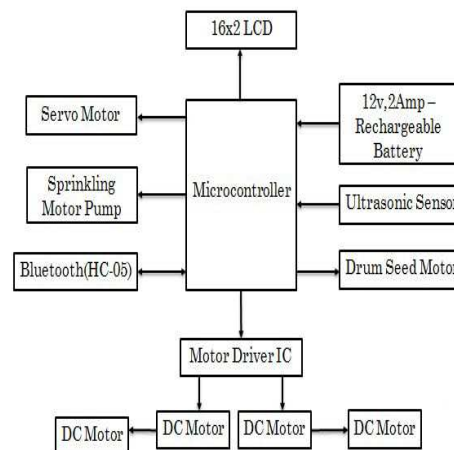 16x2 LCD
Servo Motor
12v,2Amp –
Rechargeable
Battery
Sprinkling
Motor Pump
Microcontroller
Ultrasonic Sensor
Bluetooth(HC-05)
Drum Seed Motor
Motor Driver IC
DC Motor
DC Motor
DC Motor
DC Motor